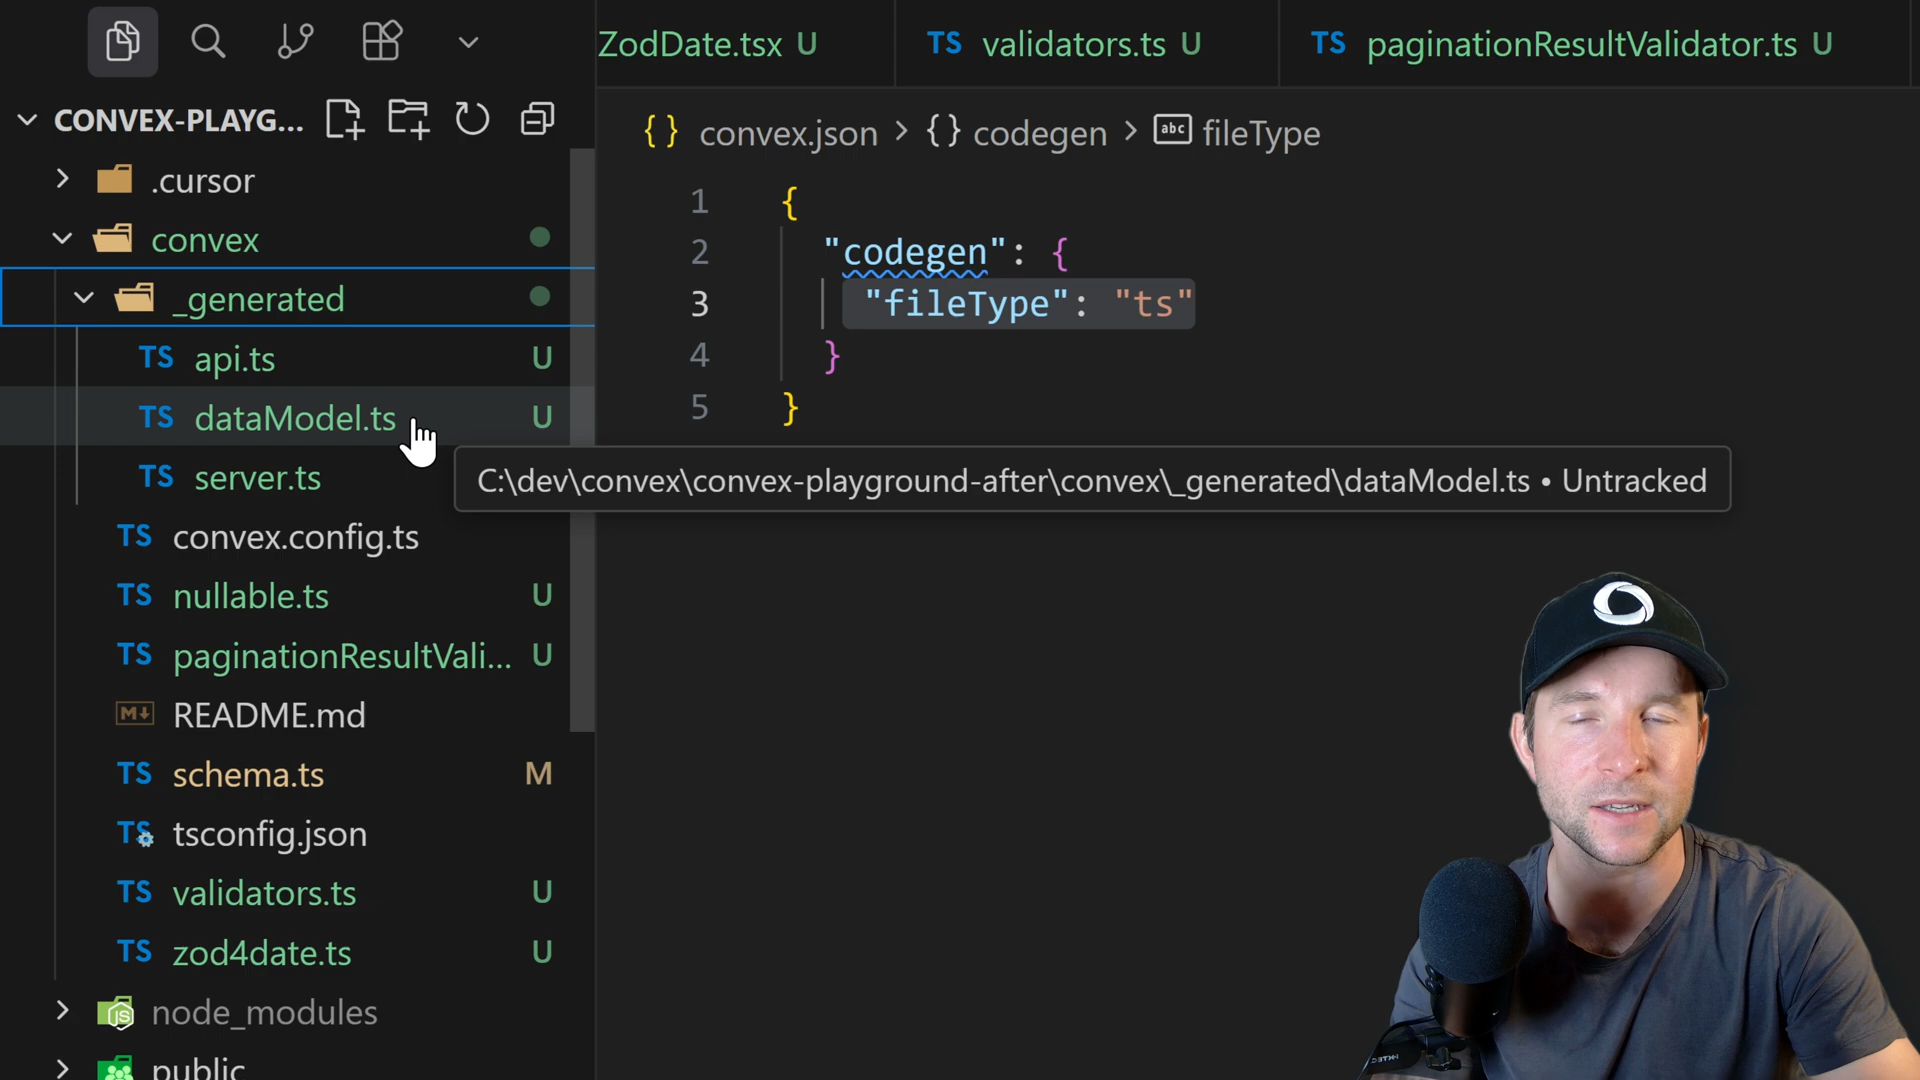 ZodDate.tsx U
TS validators.ts U
TS paginationResultValidator.ts U
CONVEX-PLAYG...
{} convex.json > {} codegen > abc fileType
.cursor
convex
_generated
TS api.ts U
TS dataModel.ts U
TS server.ts
TS convex.config.ts
TS nullable.ts U
TS paginationResultVali... U
M↓ README.md
TS schema.ts M
TS tsconfig.json
TS validators.ts U
TS zod4date.ts U
JS node_modules
public
1 {
2 "codegen": {
3 "fileType": "ts"
4 }
5 }
C:\dev\convex\convex-playground-after\convex\_generated\dataModel.ts • Untracked